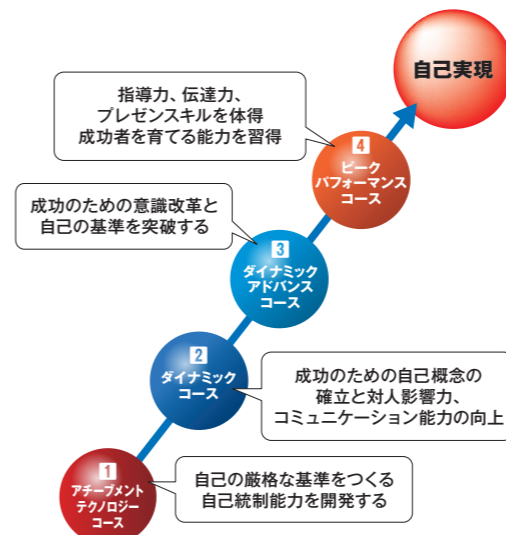 自己実現
指導力、伝達力、
プレゼンスキルを体得
成功者を育てる能力を習得
4
ピーク
パフォーマンス
コース
成功のための意識改革と
自己の基準を突破する
3
ダイナミック
アドバンス
コース
2
ダイナミック
コース
成功のための自己概念の
確立と対人影響力、
コミュニケーション能力の向上
1
アチーブメント
テクノロジー
コース
自己の厳格な基準をつくる
自己統制能力を開発する